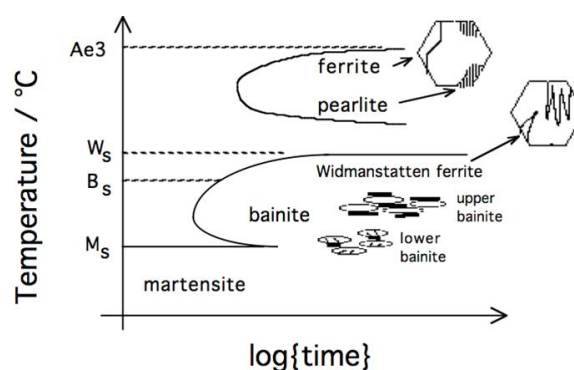 Ae3
ferrite
pearlite
Ws
Widmanstatten ferrite
Bs
bainite
upper
bainite
lower
bainite
Ms
martensite
Temperature / °C
log{time}